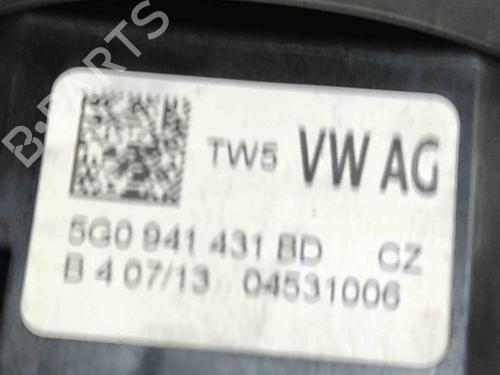 B-PARTS
TW5 VW AG
5G0 941 431 BD CZ
B 4 07/13 04531006